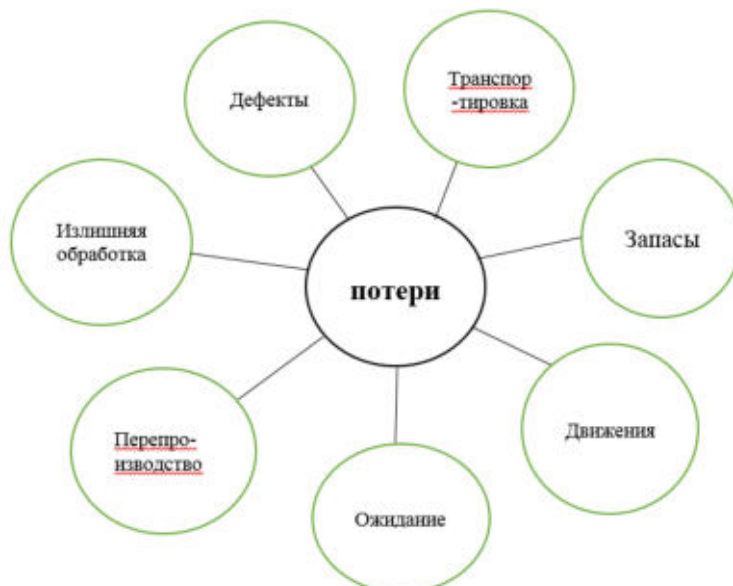 Дефекты
Транспор
-тировка
Излишняя
обработка
Запасы
потери
Перепро-
изводство
Движения
Ожидание